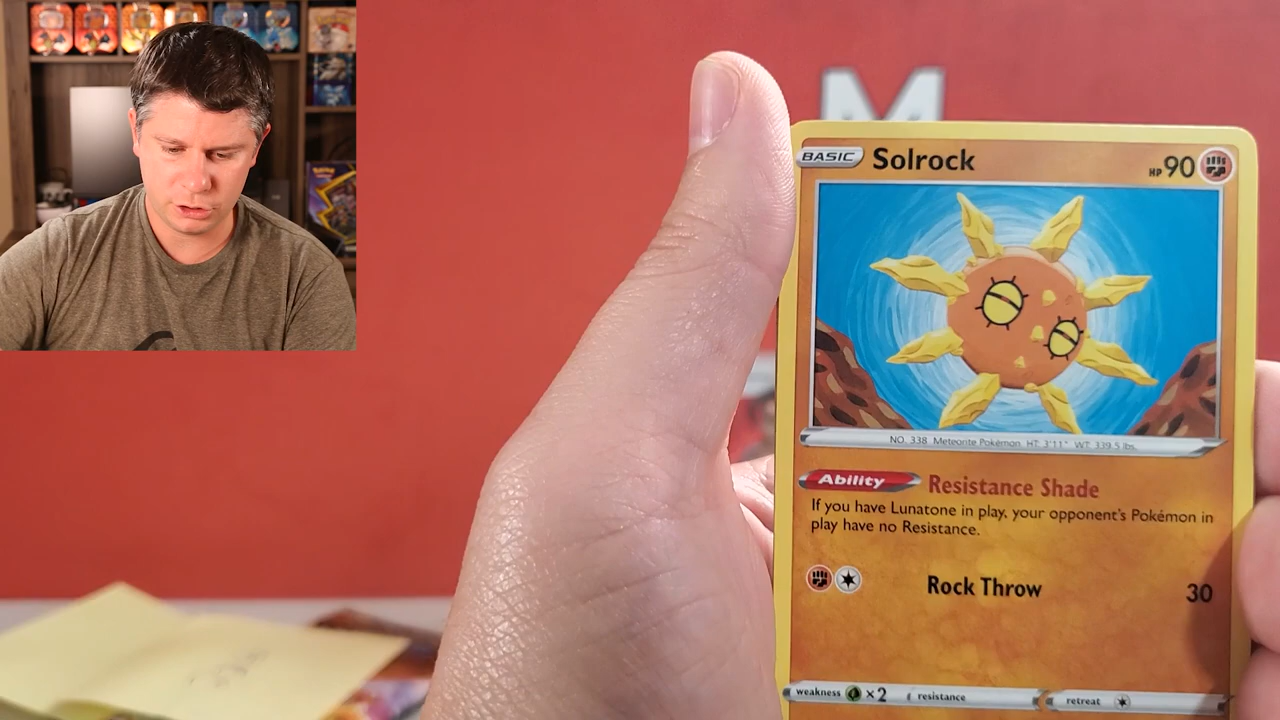 M
BASIC Solrock HP 90
NO. 338 Meteorite Pokémon HT: 3'11" WT: 339.5 lbs.
Ability Resistance Shade
If you have Lunatone in play, your opponent's Pokémon in
play have no Resistance.
Rock Throw 30
weakness ×2 resistance retreat